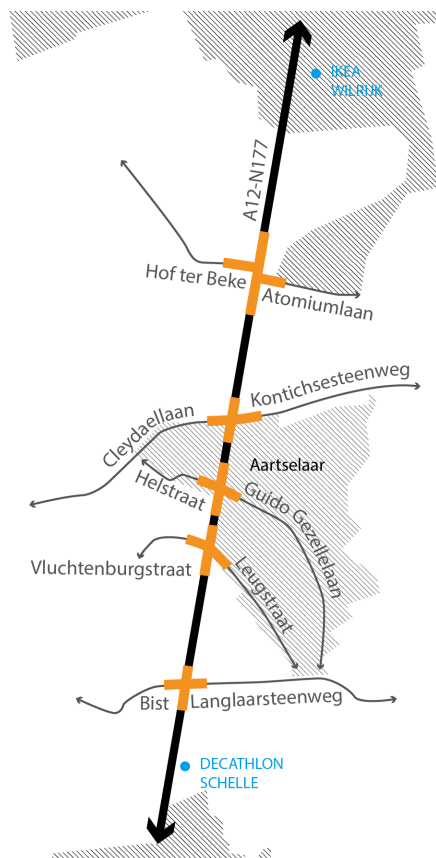 IKEA
WILRIJK
A12-N177
Hof ter Beke
Atomiumlaan
Kontichsesteenweg
Cleydaellaan
Aartselaar
Helstraat
Guido Gezellelaan
Vluchtenburgstraat
Leugstraat
Bist
Langlaarsteenweg
DECATHLON
SCHELLE